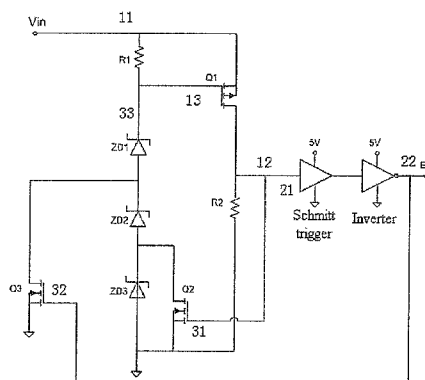 Vin
11
R1
Q1
13
33
5V
5V
ZD1
12
22
E
21
ZD2
R2
Schmitt
trigger
Inverter
Q3
32
ZD3
Q2
31